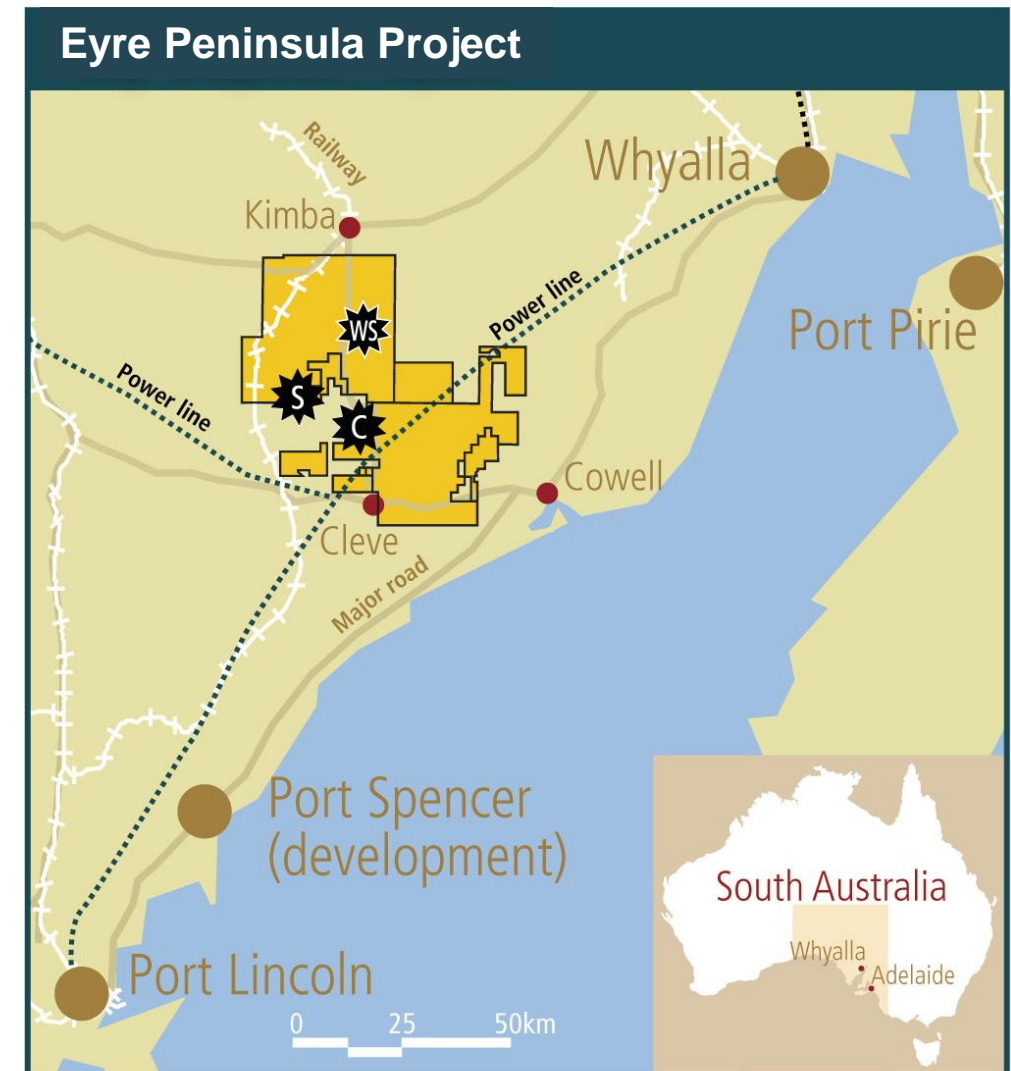 Eyre Peninsula Project
Railway
Whyalla
Kimba
Power line
Port Pirie
WS
Power line
S
C
Cowell
Cleve
Major road
Port Spencer
(development)
South Australia
Whyalla
Adelaide
Port Lincoln
0 25 50km